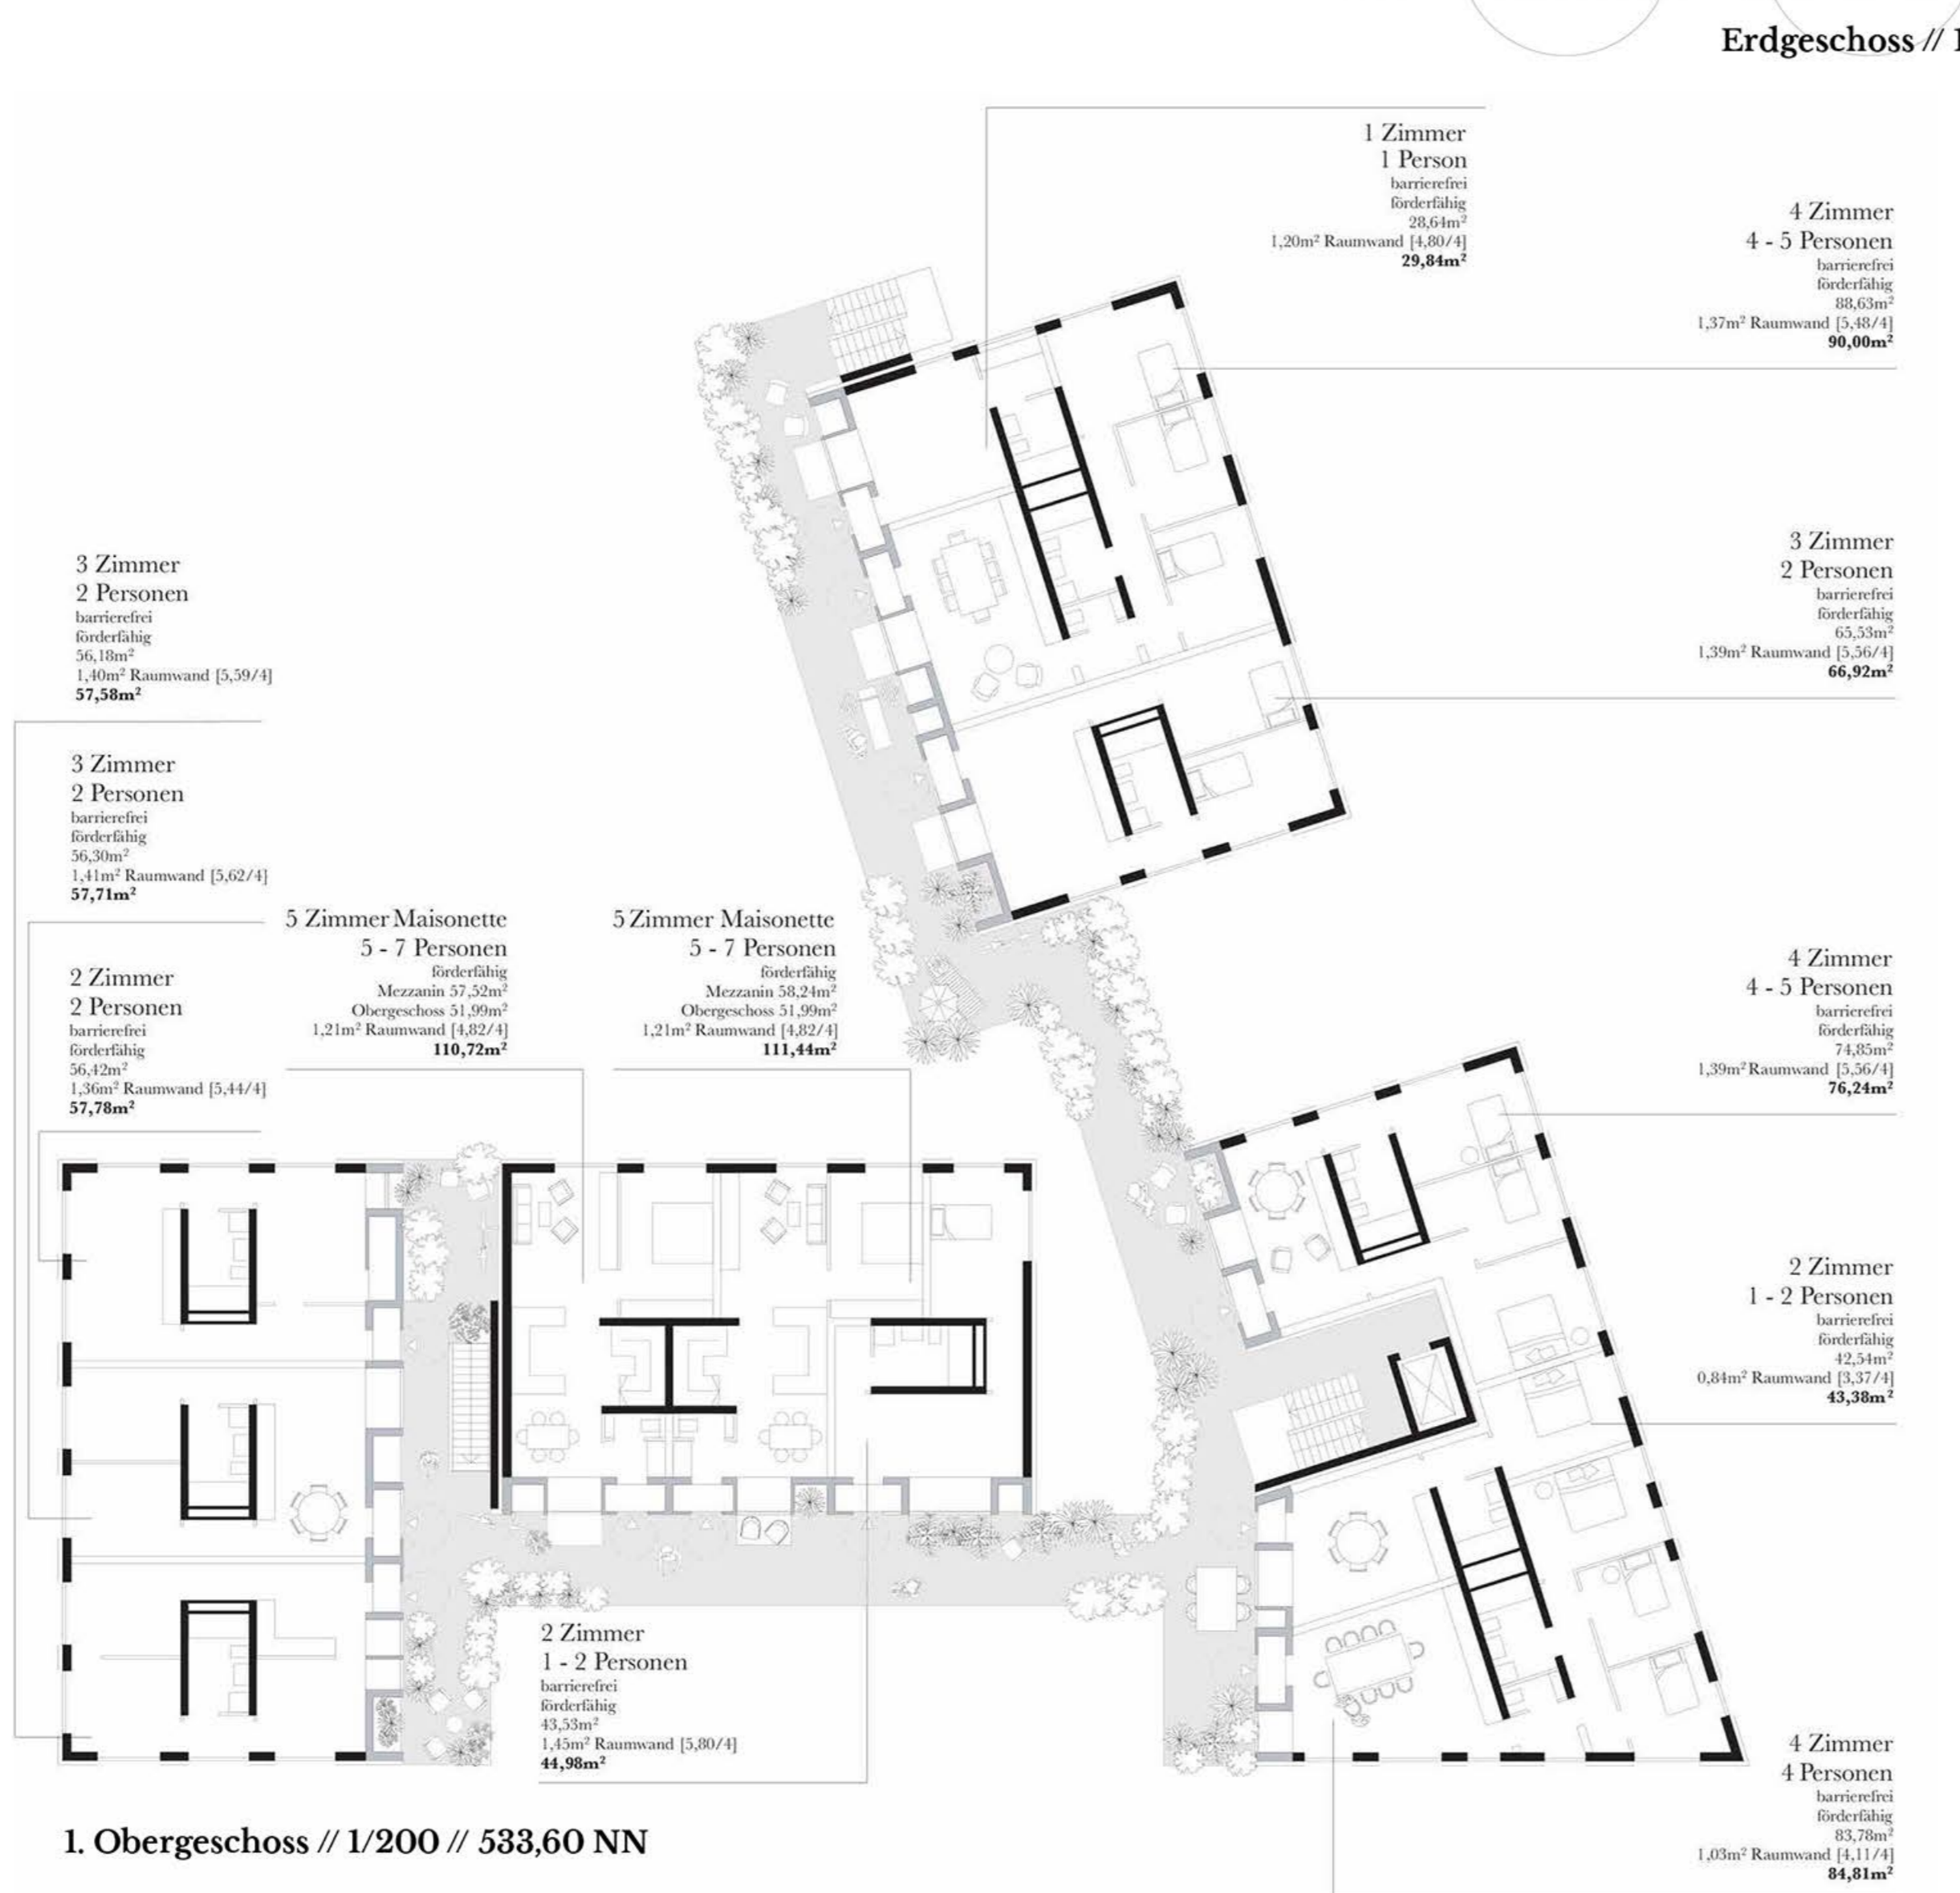 Erdgeschoss //
1 Zimmer
1 Person
barrierefrei
förderfähig
28,64m²
1,20m² Raumwand [4,80/4]
29,84m²
4 Zimmer
4 - 5 Personen
barrierefrei
förderfähig
88,63m²
1,37m² Raumwand [5,48/4]
90,00m²
3 Zimmer
2 Personen
barrierefrei
förderfähig
65,53m²
1,39m² Raumwand [5,56/4]
66,92m²
3 Zimmer
2 Personen
barrierefrei
förderfähig
56,18m²
1,40m² Raumwand [5,59/4]
57,58m²
3 Zimmer
2 Personen
barrierefrei
förderfähig
56,30m²
1,41m² Raumwand [5,62/4]
57,71m²
2 Zimmer
2 Personen
barrierefrei
förderfähig
56,42m²
1,36m² Raumwand [5,44/4]
57,78m²
5 Zimmer Maisonette
5 - 7 Personen
förderfähig
Mezzanin 57,52m²
Obergeschoss 51,99m²
1,21m² Raumwand [4,82/4]
110,72m²
5 Zimmer Maisonette
5 - 7 Personen
förderfähig
Mezzanin 58,24m²
Obergeschoss 51,99m²
1,21m² Raumwand [4,82/4]
111,44m²
4 Zimmer
4 - 5 Personen
barrierefrei
förderfähig
74,85m²
1,39m² Raumwand [5,56/4]
76,24m²
2 Zimmer
1 - 2 Personen
barrierefrei
förderfähig
42,54m²
0,84m² Raumwand [3,37/4]
43,38m²
2 Zimmer
1 - 2 Personen
barrierefrei
förderfähig
43,53m²
1,45m² Raumwand [5,80/4]
44,98m²
4 Zimmer
4 Personen
barrierefrei
förderfähig
83,78m²
1,03m² Raumwand [4,11/4]
84,81m²
1. Obergeschoss // 1/200 // 533,60 NN